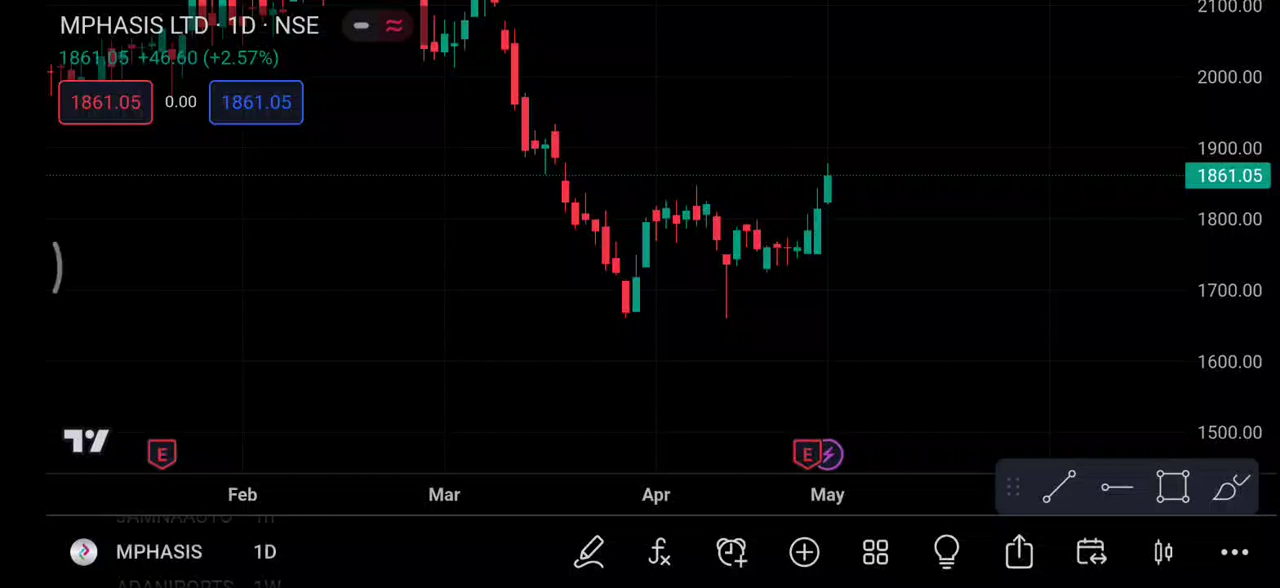 2100.00
MPHASIS LTD · 1D · NSE
1861.05 +46.60 (+2.57%)
2000.00
1861.05 0.00 1861.05
1900.00
1861.05
1800.00
1700.00
1600.00
1500.00
E
E
Feb Mar Apr May
MPHASIS 1D
ADANIPORTS 1W